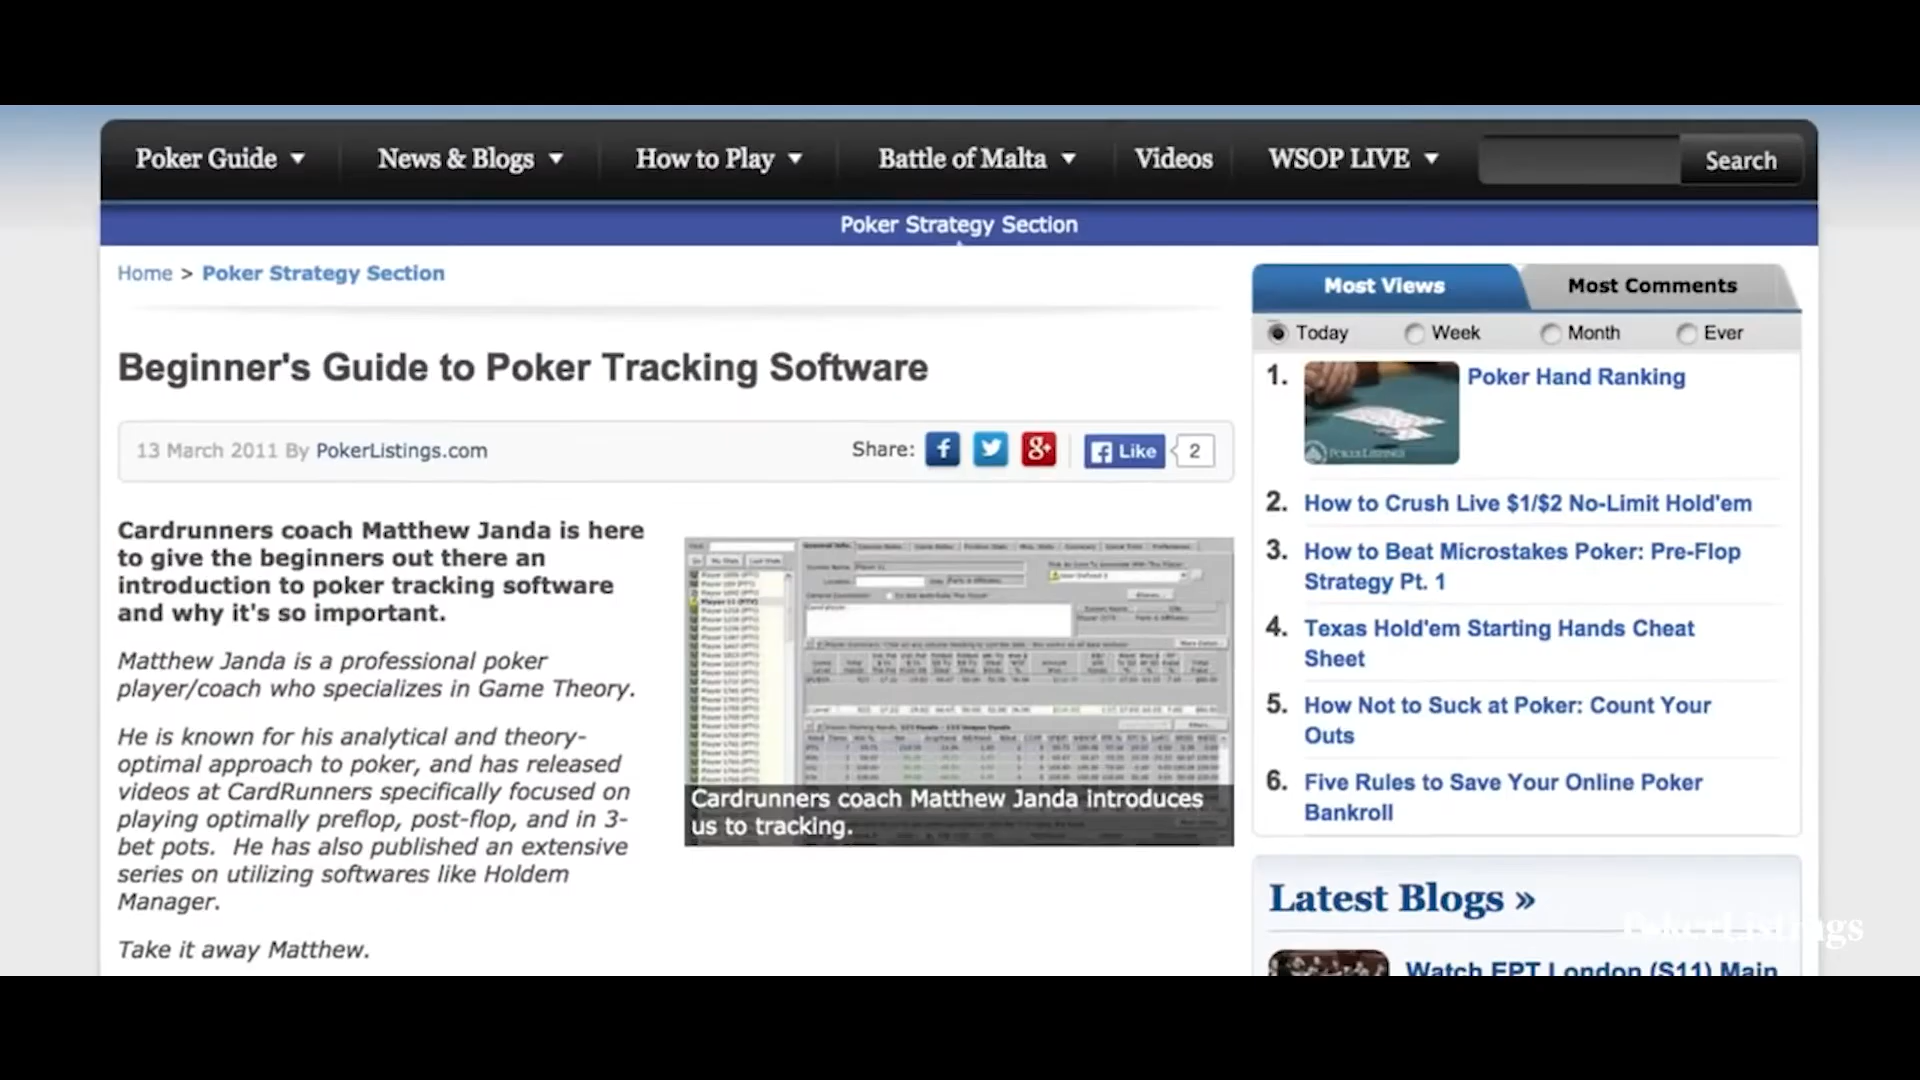 Poker Guide
News & Blogs
How to Play
Battle of Malta
Videos
WSOP LIVE
Search
Poker Strategy Section
Home > Poker Strategy Section
Beginner's Guide to Poker Tracking Software
13 March 2011 By PokerListings.com
Share:
Like
2
Cardrunners coach Matthew Janda is here
to give the beginners out there an
introduction to poker tracking software
and why it's so important.
Matthew Janda is a professional poker
player/coach who specializes in Game Theory.
He is known for his analytical and theory-
optimal approach to poker, and has released
videos at CardRunners specifically focused on
playing optimally preflop, post-flop, and in 3-
bet pots. He has also published an extensive
series on utilizing softwares like Holdem
Manager.
Take it away Matthew.
Cardrunners coach Matthew Janda introduces
us to tracking.
Most Views
Most Comments
Today
Week
Month
Ever
1. Poker Hand Ranking
POKERLISTINGS
2. How to Crush Live $1/$2 No-Limit Hold'em
3. How to Beat Microstakes Poker: Pre-Flop
Strategy Pt. 1
4. Texas Hold'em Starting Hands Cheat
Sheet
5. How Not to Suck at Poker: Count Your
Outs
6. Five Rules to Save Your Online Poker
Bankroll
Latest Blogs »
PokerListings
Watch EPT London (S11) Main